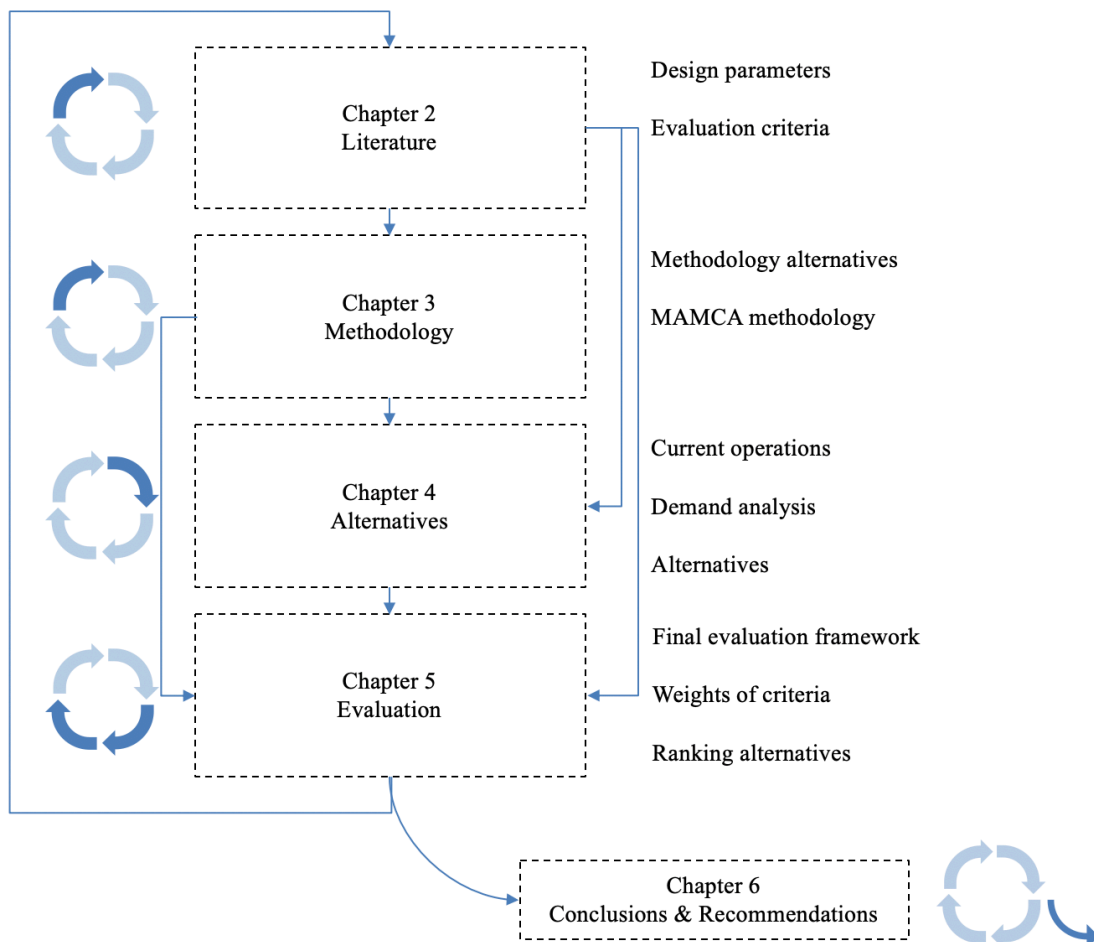 Chapter 2
Literature
Design parameters
Evaluation criteria
Chapter 3
Methodology
Methodology alternatives
MAMCA methodology
Chapter 4
Alternatives
Current operations
Demand analysis
Alternatives
Chapter 5
Evaluation
Final evaluation framework
Weights of criteria
Ranking alternatives
Chapter 6
Conclusions & Recommendations